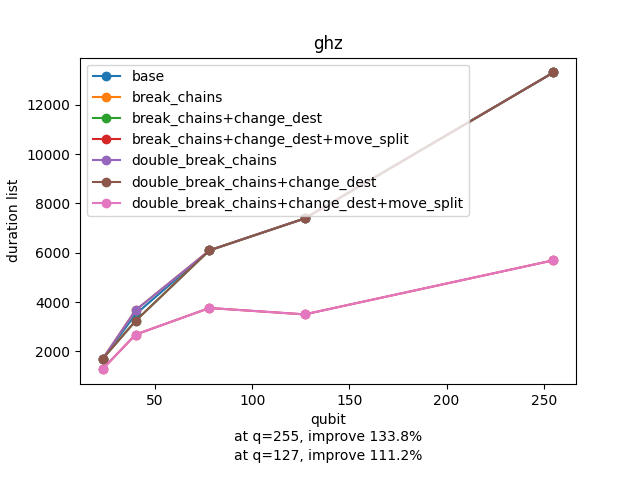 ghz
base
break_chains
break_chains+change_dest
break_chains+change_dest+move_split
double_break_chains
double_break_chains+change_dest
double_break_chains+change_dest+move_split
duration list
12000
10000
8000
6000
4000
2000
50
100
150
200
250
qubit
at q=255, improve 133.8%
at q=127, improve 111.2%